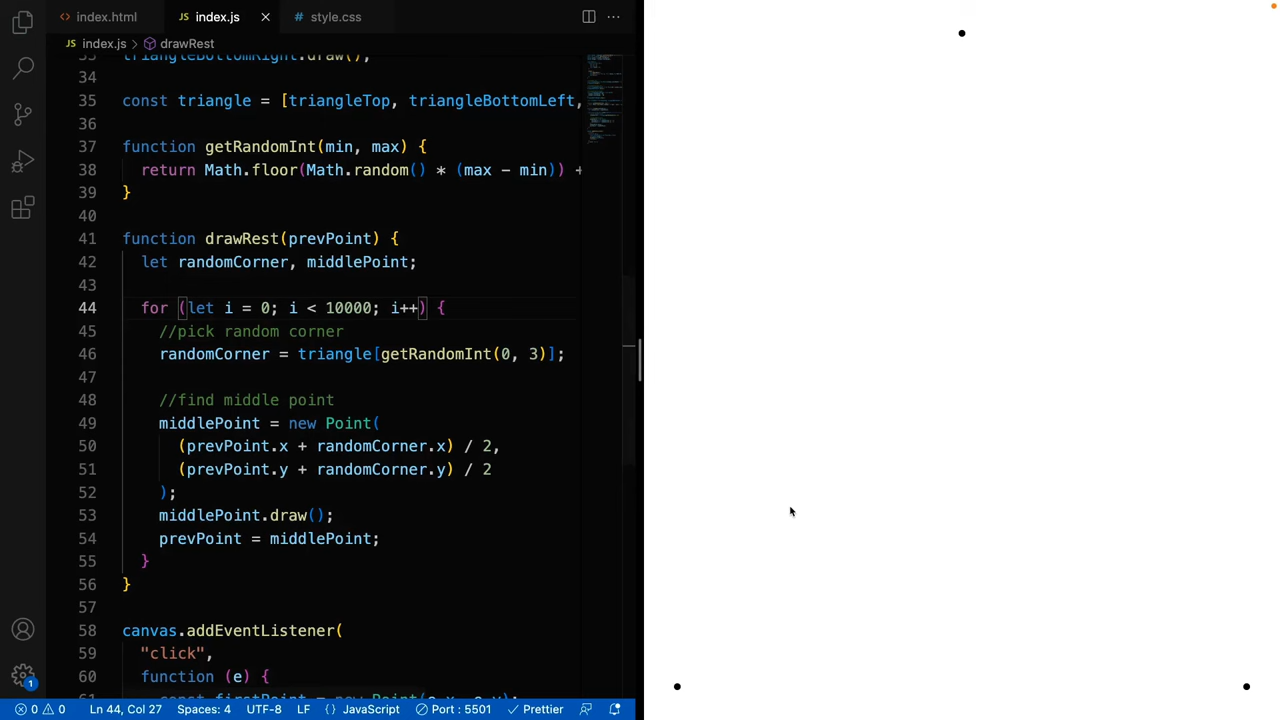 index.html
index.js
style.css
index.js
drawRest
34
35 const triangle = [triangleTop, triangleBottomLeft,
36
37 function getRandomInt(min, max) {
38 return Math.floor(Math.random() * (max - min)) +
39 }
40
41 function drawRest(prevPoint) {
42 let randomCorner, middlePoint;
43
44 for (let i = 0; i < 10000; i++) {
45 //pick random corner
46 randomCorner = triangle[getRandomInt(0, 3)];
47
48 //find middle point
49 middlePoint = new Point(
50 (prevPoint.x + randomCorner.x) / 2,
51 (prevPoint.y + randomCorner.y) / 2
52 );
53 middlePoint.draw();
54 prevPoint = middlePoint;
55 }
56 }
57
58 canvas.addEventListener(
59 "click",
60 function (e) {
1
0 0 Ln 44, Col 27 Spaces: 4 UTF-8 LF {} JavaScript Port : 5501 Prettier